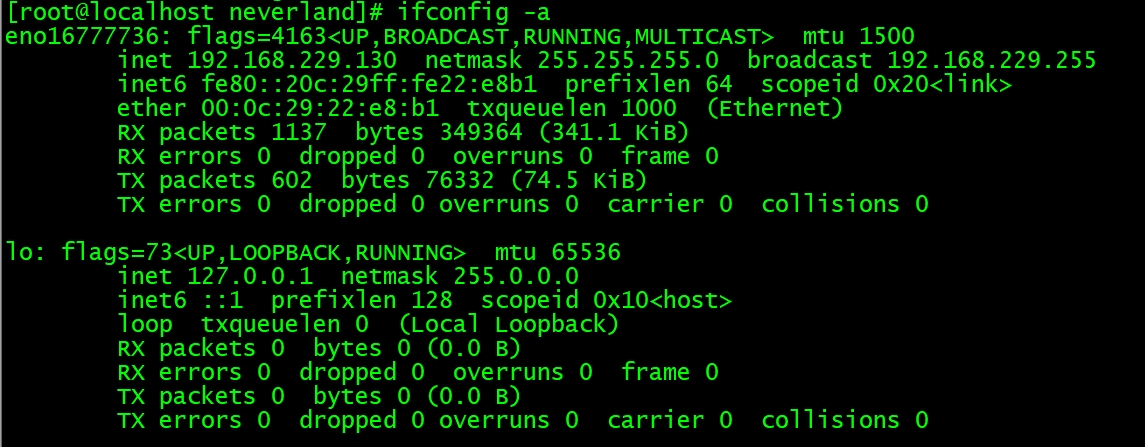 [root@localhost neverland]# ifconfig -a
eno16777736: flags=4163<UP,BROADCAST,RUNNING,MULTICAST>  mtu 1500
        inet 192.168.229.130  netmask 255.255.255.0  broadcast 192.168.229.255
        inet6 fe80::20c:29ff:fe22:e8b1  prefixlen 64  scopeid 0x20<link>
        ether 00:0c:29:22:e8:b1  txqueuelen 1000  (Ethernet)
        RX packets 1137  bytes 349364 (341.1 KiB)
        RX errors 0  dropped 0  overruns 0  frame 0
        TX packets 602  bytes 76332 (74.5 KiB)
        TX errors 0  dropped 0 overruns 0  carrier 0  collisions 0

lo: flags=73<UP,LOOPBACK,RUNNING>  mtu 65536
        inet 127.0.0.1  netmask 255.0.0.0
        inet6 ::1  prefixlen 128  scopeid 0x10<host>
        loop  txqueuelen 0  (Local Loopback)
        RX packets 0  bytes 0 (0.0 B)
        RX errors 0  dropped 0  overruns 0  frame 0
        TX packets 0  bytes 0 (0.0 B)
        TX errors 0  dropped 0 overruns 0  carrier 0  collisions 0